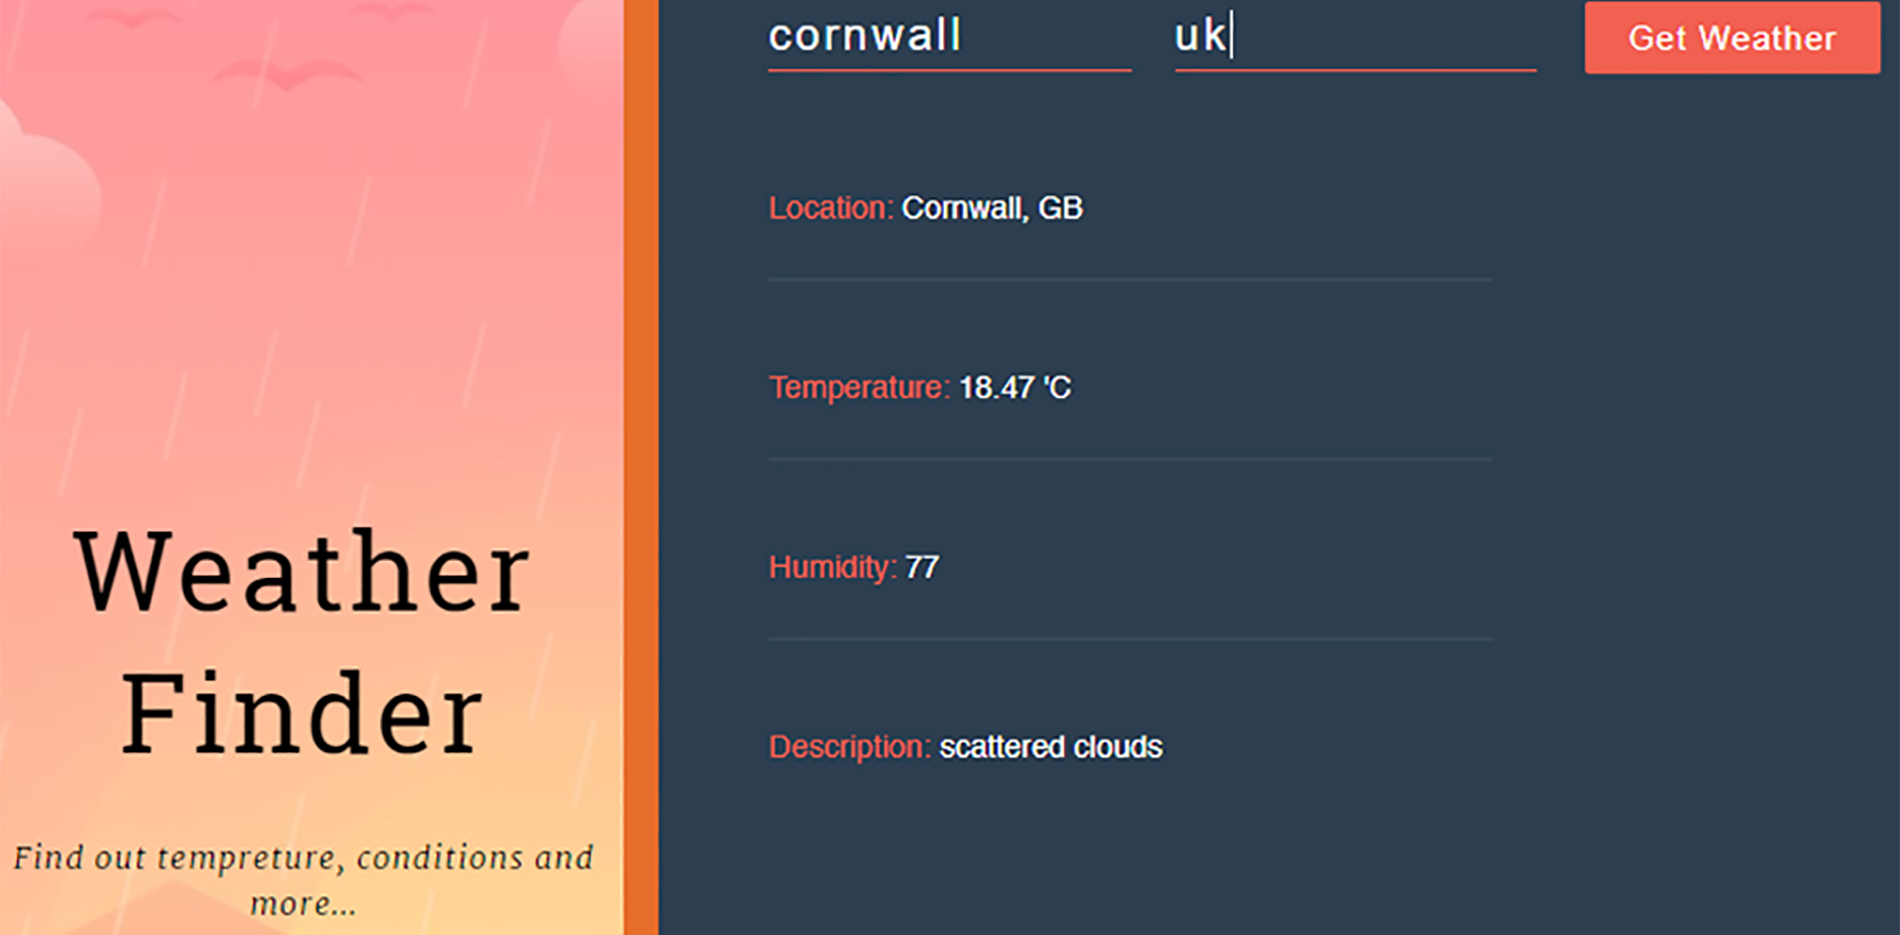 cornwall uk Get Weather
Location: Cornwall, GB
Temperature: 18.47 'C
Humidity: 77
Description: scattered clouds
Weather
Finder
Find out tempreture, conditions and
more...